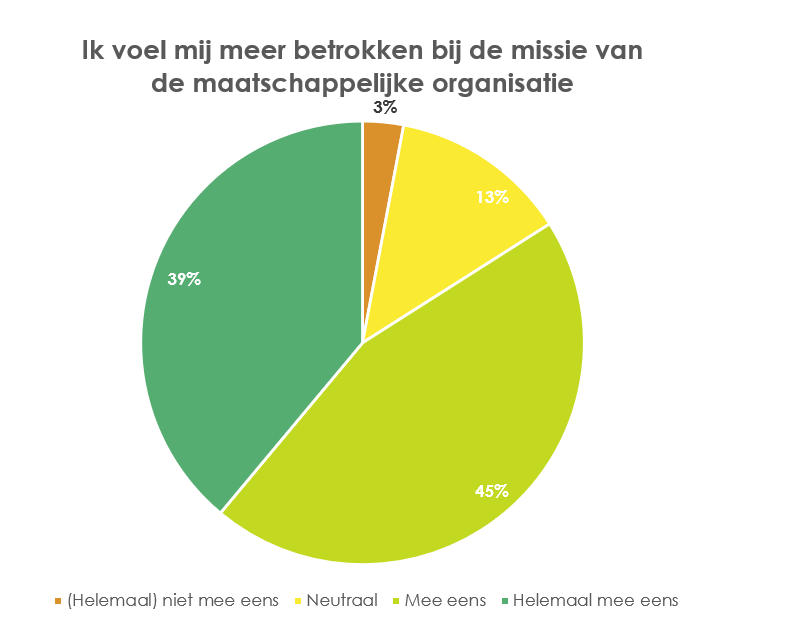 Ik voel mij meer betrokken bij de missie van
de maatschappelijke organisatie
3%
13%
39%
45%
(Helemaal) niet mee eens Neutraal Mee eens Helemaal mee eens